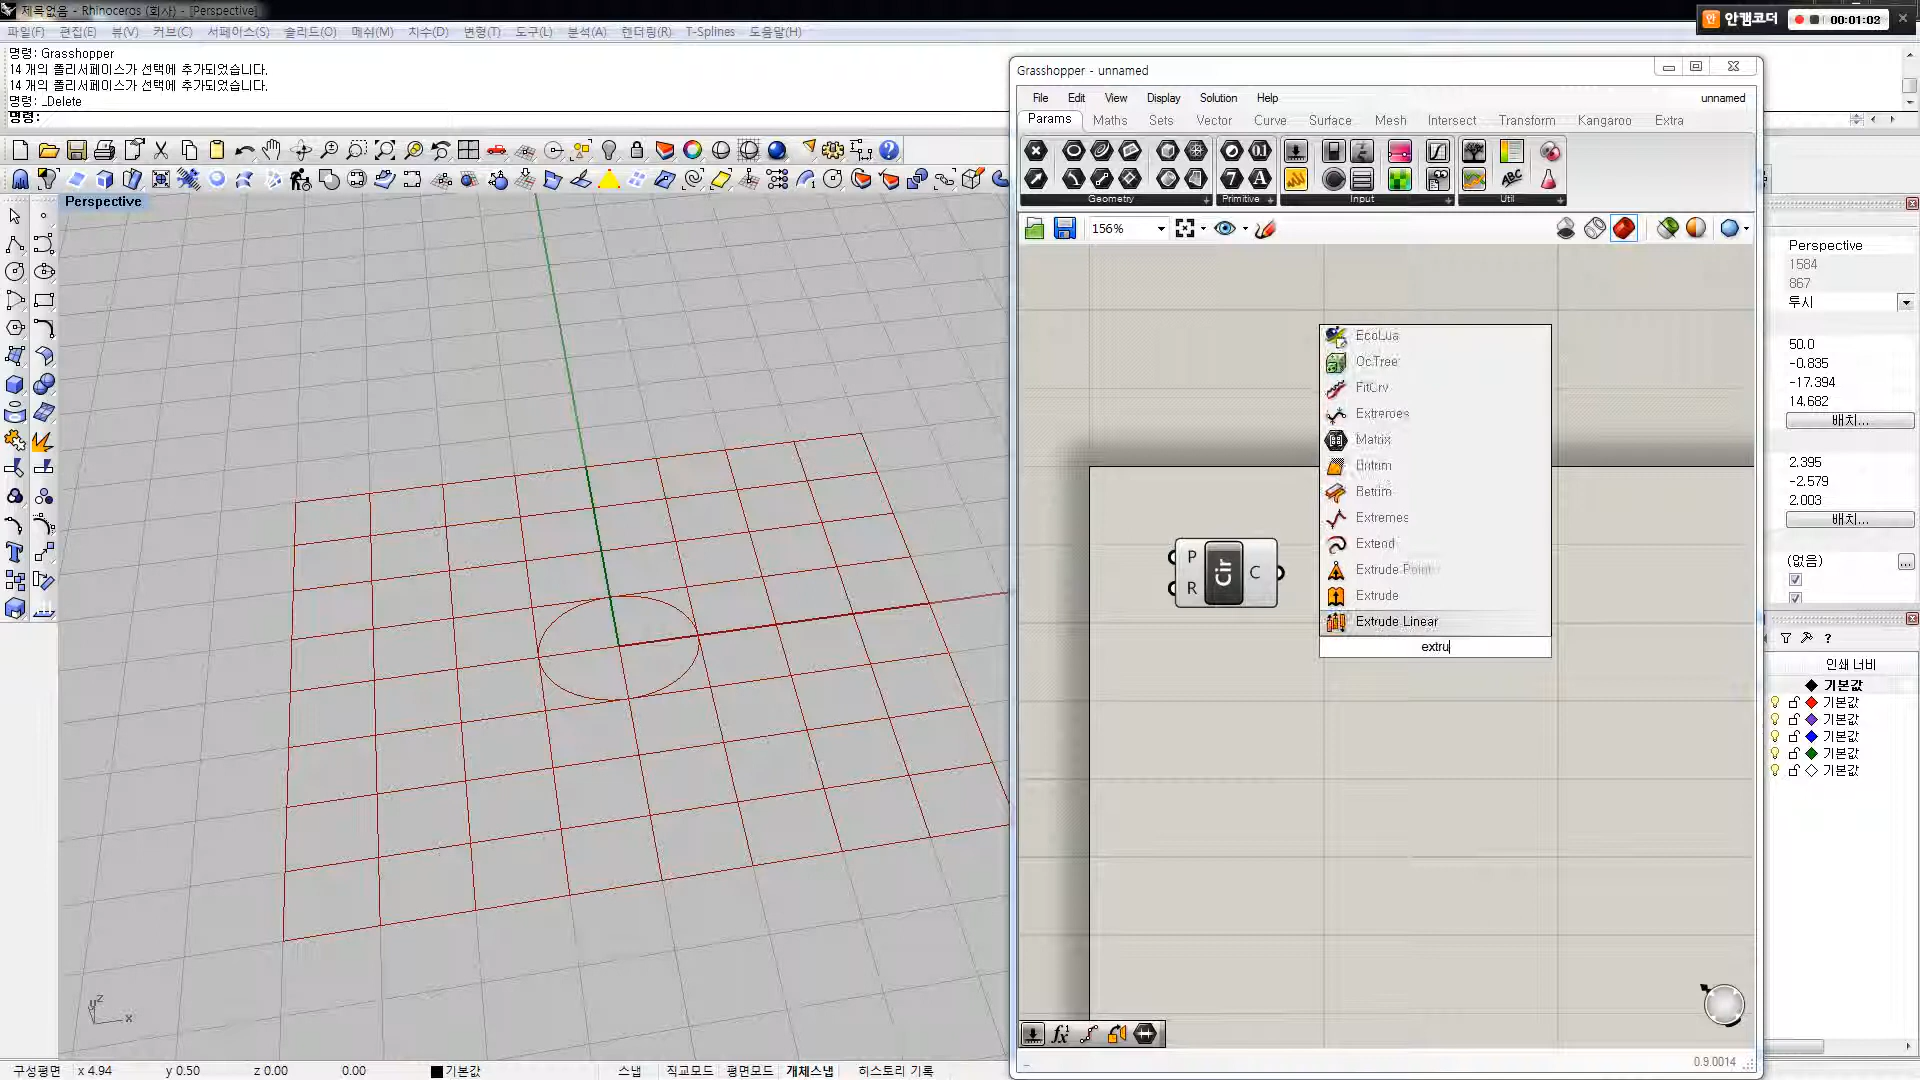 제목없음 - Rhinoceros (회사) - [Perspective]
안캠코더
00:01:02
파일(F) 편집(E) 뷰(V) 커브(C) 서페이스(S) 솔리드(O) 메쉬(M) 치수(D) 변형(T) 도구(L) 분석(A) 렌더링(R) T-Splines 도움말(H)
명령: Grasshopper
14 개의 폴리서페이스가 선택에 추가되었습니다.
14 개의 폴리서페이스가 선택에 추가되었습니다.
명령: _Delete
명령:
Perspective
Grasshopper - unnamed
File Edit View Display Solution Help
unnamed
Params Maths Sets Vector Curve Surface Mesh Intersect Transform Kangaroo Extra
Geometry
Primitive
Input
Util
156%
EcoLua
OcTree
FitCrv
Extremes
Matrix
Untrim
Retrim
Extremes
Extend
Extrude Point
Extrude
Extrude Linear
extru
P
R
Cir
C
0.9.0014
Perspective
1584
867
투시
50.0
-0.835
-17.394
14.682
배치...
2.395
-2.579
2.003
배치...
(없음)
...
인쇄 너비
기본값
기본값
기본값
기본값
기본값
기본값
z
y
x
구성평면 x 4.94 y 0.50 z 0.00 0.00 기본값 스냅 직교모드 평면모드 개체스냅 히스토리 기록